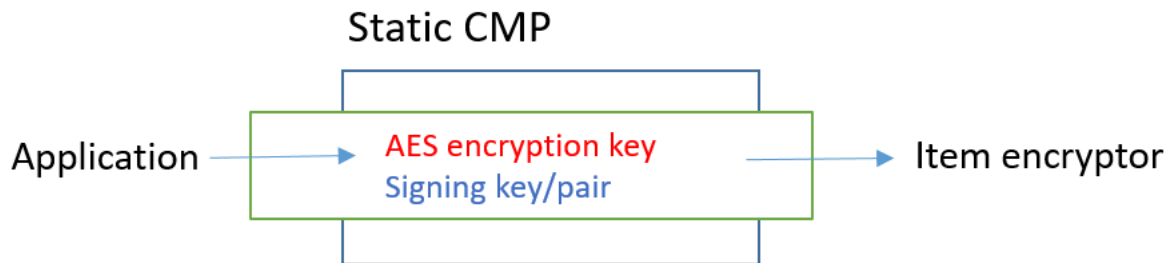 Static CMP
Application
AES encryption key
Signing key/pair
Item encryptor